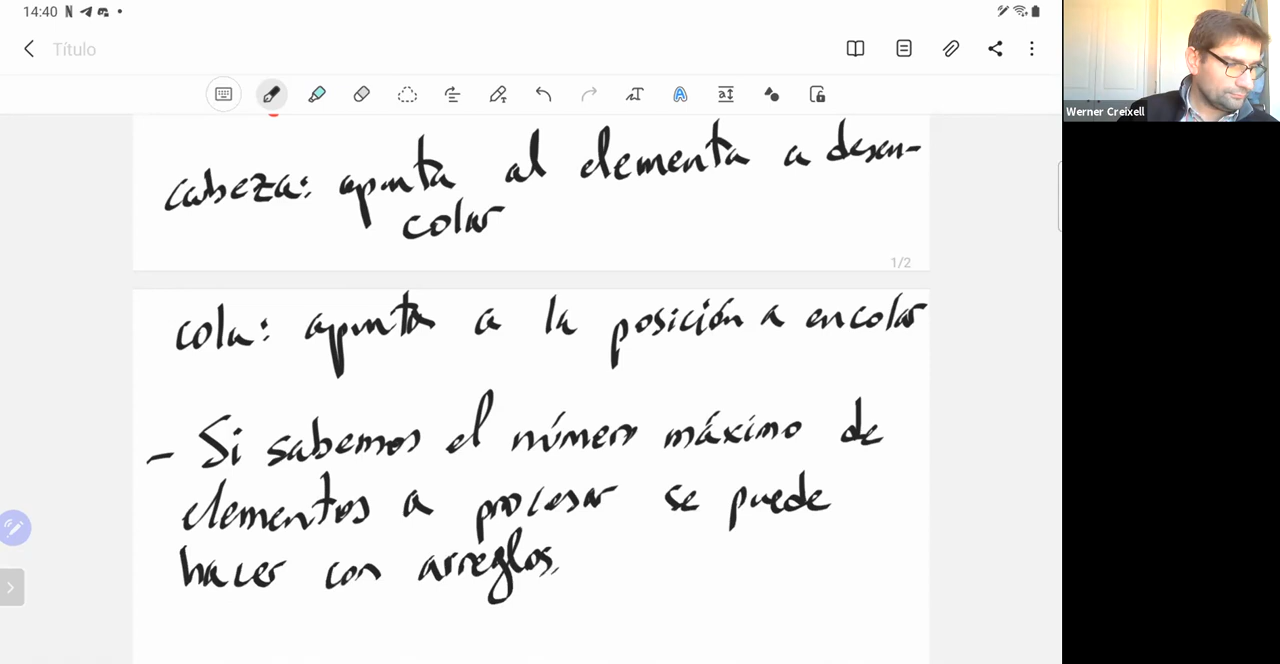 14:40
Título
Werner Creixell
cabeza: apunta al elementa a desen-
colar
1/2
cola: apunta a la posición a encolar
- Si sabemos el número máximo de
elementos a procesar se puede
hacer con arreglos.